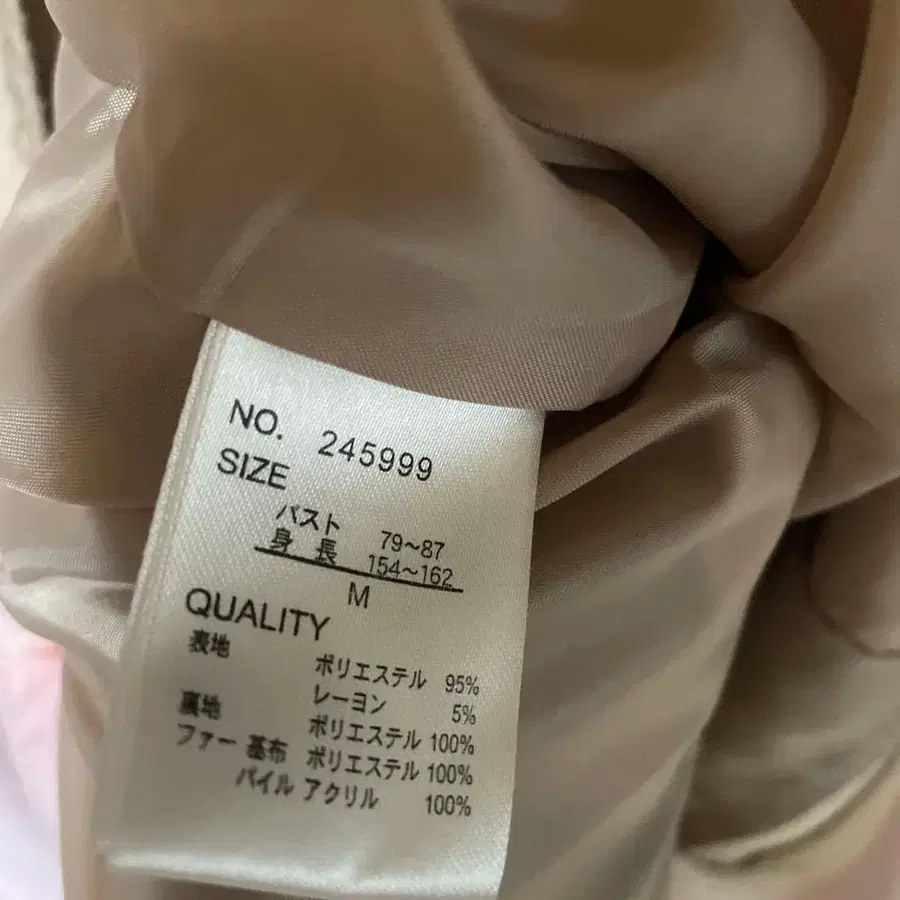 NO. 245999
SIZE
バスト 79～87
身長 154～162
M
QUALITY
表地
ポリエステル 95%
レーヨン 5%
裏地 ポリエステル 100%
ファー 基布 ポリエステル 100%
パイル アクリル 100%